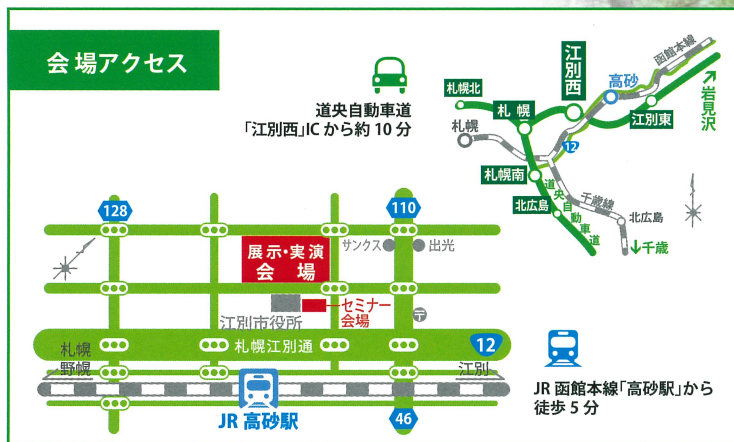 会場アクセス
道央自動車道
「江別西」ICから約10分
札幌北
札幌
札幌
江別西
高砂
函館本線
岩見沢
江別東
12
札幌南
道央自動車道
北広島
千歳線
北広島
↓千歳
128
110
展示・実演
会場
サンクス
出光
セミナー
会場
江別市役所
〒
札幌江別通
12
札幌
野幌
江別
JR 高砂駅
46
JR 函館本線「高砂駅」から
徒歩 5 分